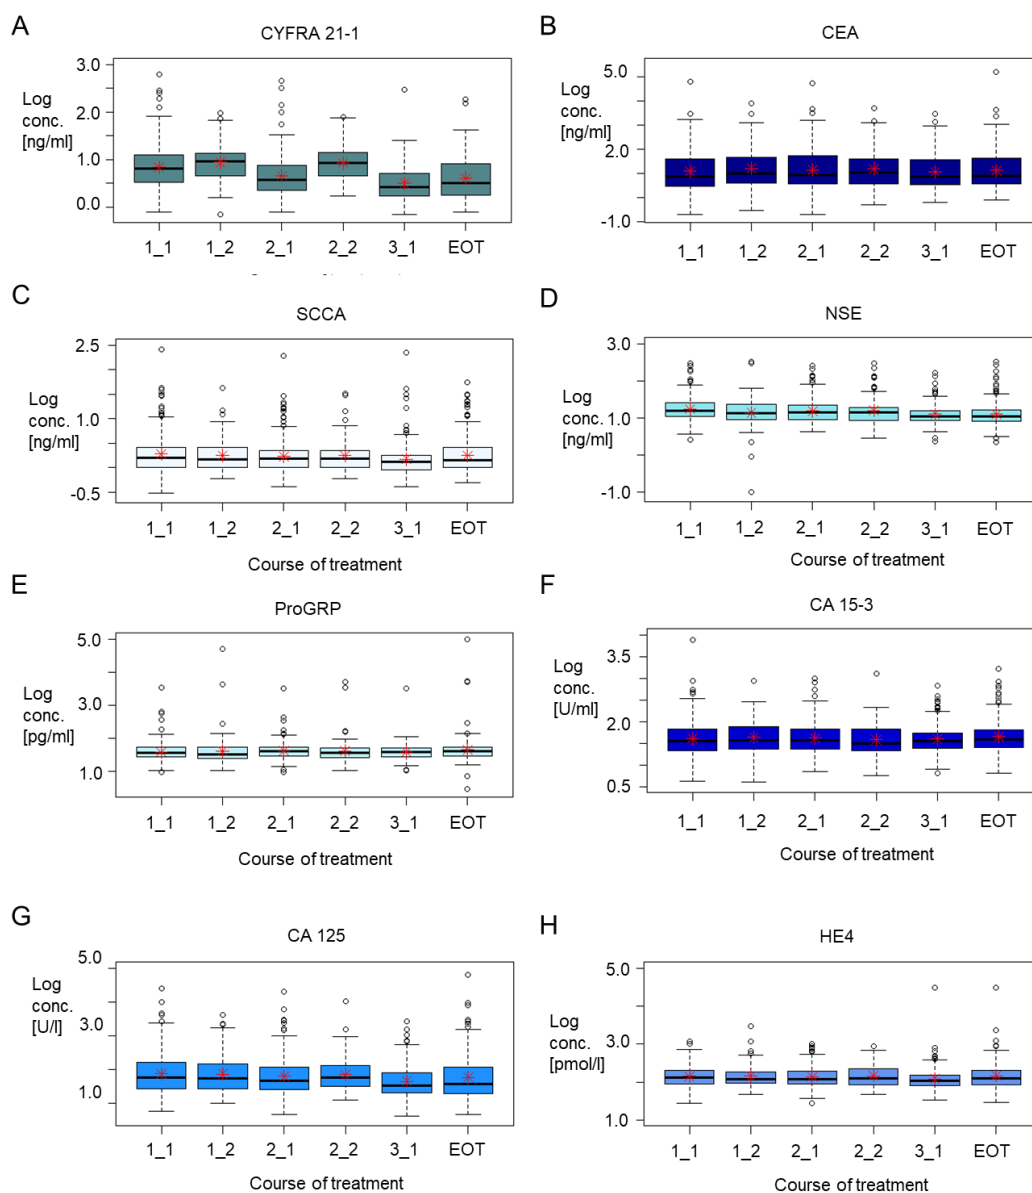 A
CYFRA 21-1
Log
conc.
[ng/ml]
3.0
2.0
1.0
0.0
1_1 1_2 2_1 2_2 3_1 EOT
B
CEA
Log
conc.
[ng/ml]
5.0
2.0
-1.0
1_1 1_2 2_1 2_2 3_1 EOT
C
SCCA
Log
conc.
[ng/ml]
2.5
1.0
-0.5
1_1 1_2 2_1 2_2 3_1 EOT
Course of treatment
D
NSE
Log
conc.
[ng/ml]
3.0
1.0
-1.0
1_1 1_2 2_1 2_2 3_1 EOT
Course of treatment
E
ProGRP
Log
conc.
[pg/ml]
5.0
3.0
1.0
1_1 1_2 2_1 2_2 3_1 EOT
Course of treatment
F
CA 15-3
Log
conc.
[U/ml]
3.5
2.0
0.5
1_1 1_2 2_1 2_2 3_1 EOT
Course of treatment
G
CA 125
Log
conc.
[U/l]
5.0
3.0
1.0
1_1 1_2 2_1 2_2 3_1 EOT
Course of treatment
H
HE4
Log
conc.
[pmol/l]
5.0
3.0
1.0
1_1 1_2 2_1 2_2 3_1 EOT
Course of treatment